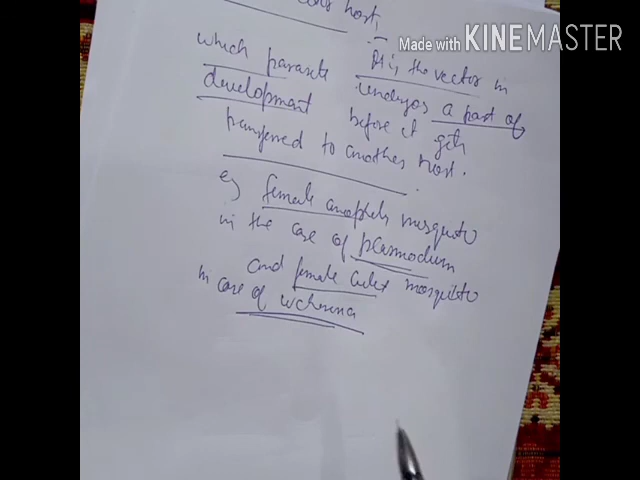 host,
Made with KINEMASTER
It is the vector in
which parasite undergoes a part of
development before it gets
transferred to another host.
eg female anopheles mosquito
in the case of plasmodium
and female culex mosquito
in case of